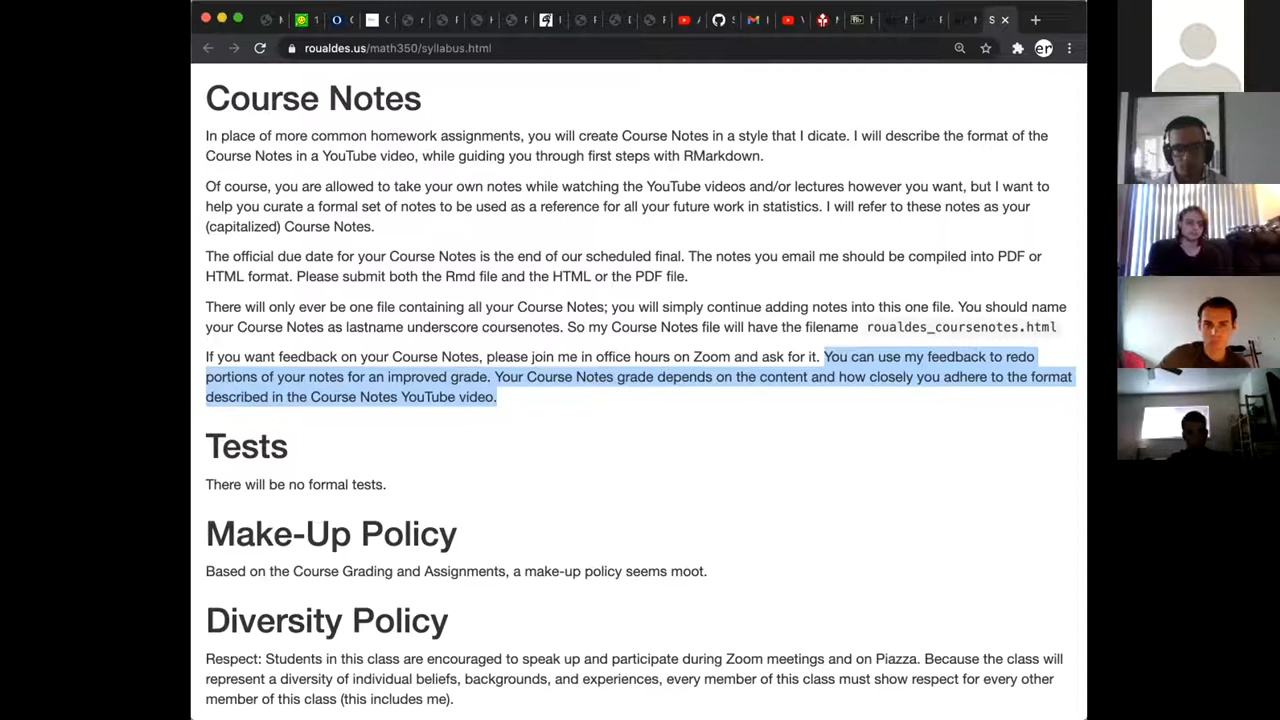 roualdes.us/math350/syllabus.html
er
Course Notes
In place of more common homework assignments, you will create Course Notes in a style that I dicate. I will describe the format of the
Course Notes in a YouTube video, while guiding you through first steps with RMarkdown.
Of course, you are allowed to take your own notes while watching the YouTube videos and/or lectures however you want, but I want to
help you curate a formal set of notes to be used as a reference for all your future work in statistics. I will refer to these notes as your
(capitalized) Course Notes.
The official due date for your Course Notes is the end of our scheduled final. The notes you email me should be compiled into PDF or
HTML format. Please submit both the Rmd file and the HTML or the PDF file.
There will only ever be one file containing all your Course Notes; you will simply continue adding notes into this one file. You should name
your Course Notes as lastname underscore coursenotes. So my Course Notes file will have the filename roualdes_coursenotes.html
If you want feedback on your Course Notes, please join me in office hours on Zoom and ask for it. You can use my feedback to redo
portions of your notes for an improved grade. Your Course Notes grade depends on the content and how closely you adhere to the format
described in the Course Notes YouTube video.
Tests
There will be no formal tests.
Make-Up Policy
Based on the Course Grading and Assignments, a make-up policy seems moot.
Diversity Policy
Respect: Students in this class are encouraged to speak up and participate during Zoom meetings and on Piazza. Because the class will
represent a diversity of individual beliefs, backgrounds, and experiences, every member of this class must show respect for every other
member of this class (this includes me).